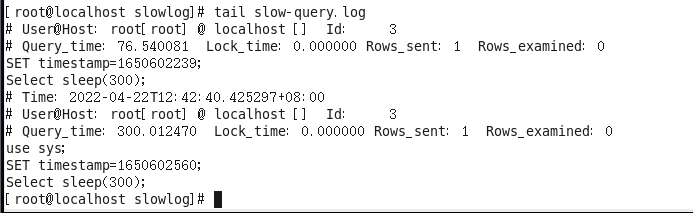 [root@localhost slowlog]# tail slow-query.log
# User@Host: root[root] @ localhost []  Id:     3
# Query_time: 76.540081  Lock_time: 0.000000 Rows_sent: 1  Rows_examined: 0
SET timestamp=1650602239;
Select sleep(300);
# Time: 2022-04-22T12:42:40.425297+08:00
# User@Host: root[root] @ localhost []  Id:     3
# Query_time: 300.012470  Lock_time: 0.000000 Rows_sent: 1  Rows_examined: 0
use sys;
SET timestamp=1650602560;
Select sleep(300);
[root@localhost slowlog]#